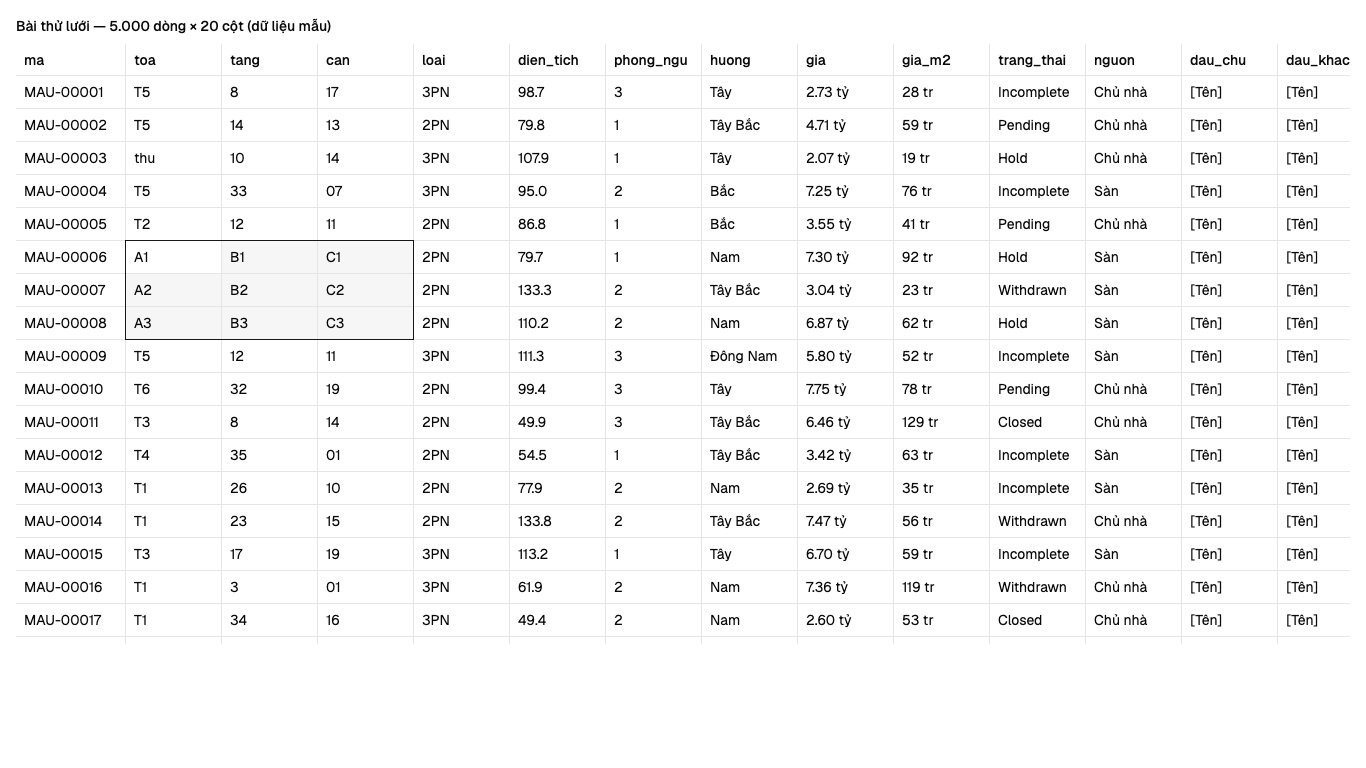 Bài thử lưới — 5.000 dòng × 20 cột (dữ liệu mẫu)
ma toa tang can loai dien_tich phong_ngu huong gia gia_m2 trang_thai nguon dau_chu dau_khac
MAU-00001 T5 8 17 3PN 98.7 3 Tây 2.73 tỷ 28 tr Incomplete Chủ nhà [Tên] [Tên]
MAU-00002 T5 14 13 2PN 79.8 1 Tây Bắc 4.71 tỷ 59 tr Pending Chủ nhà [Tên] [Tên]
MAU-00003 thu 10 14 3PN 107.9 1 Tây 2.07 tỷ 19 tr Hold Chủ nhà [Tên] [Tên]
MAU-00004 T5 33 07 3PN 95.0 2 Bắc 7.25 tỷ 76 tr Incomplete Sàn [Tên] [Tên]
MAU-00005 T2 12 11 2PN 86.8 1 Bắc 3.55 tỷ 41 tr Pending Chủ nhà [Tên] [Tên]
MAU-00006 A1 B1 C1 2PN 79.7 1 Nam 7.30 tỷ 92 tr Hold Sàn [Tên] [Tên]
MAU-00007 A2 B2 C2 2PN 133.3 2 Tây Bắc 3.04 tỷ 23 tr Withdrawn Sàn [Tên] [Tên]
MAU-00008 A3 B3 C3 2PN 110.2 2 Nam 6.87 tỷ 62 tr Hold Sàn [Tên] [Tên]
MAU-00009 T5 12 11 3PN 111.3 3 Đông Nam 5.80 tỷ 52 tr Incomplete Sàn [Tên] [Tên]
MAU-00010 T6 32 19 2PN 99.4 3 Tây 7.75 tỷ 78 tr Pending Chủ nhà [Tên] [Tên]
MAU-00011 T3 8 14 2PN 49.9 3 Tây Bắc 6.46 tỷ 129 tr Closed Chủ nhà [Tên] [Tên]
MAU-00012 T4 35 01 2PN 54.5 1 Tây Bắc 3.42 tỷ 63 tr Incomplete Sàn [Tên] [Tên]
MAU-00013 T1 26 10 2PN 77.9 2 Nam 2.69 tỷ 35 tr Incomplete Sàn [Tên] [Tên]
MAU-00014 T1 23 15 2PN 133.8 2 Tây Bắc 7.47 tỷ 56 tr Withdrawn Chủ nhà [Tên] [Tên]
MAU-00015 T3 17 19 3PN 113.2 1 Tây 6.70 tỷ 59 tr Incomplete Sàn [Tên] [Tên]
MAU-00016 T1 3 01 3PN 61.9 2 Nam 7.36 tỷ 119 tr Withdrawn Chủ nhà [Tên] [Tên]
MAU-00017 T1 34 16 3PN 49.4 2 Nam 2.60 tỷ 53 tr Closed Chủ nhà [Tên] [Tên]